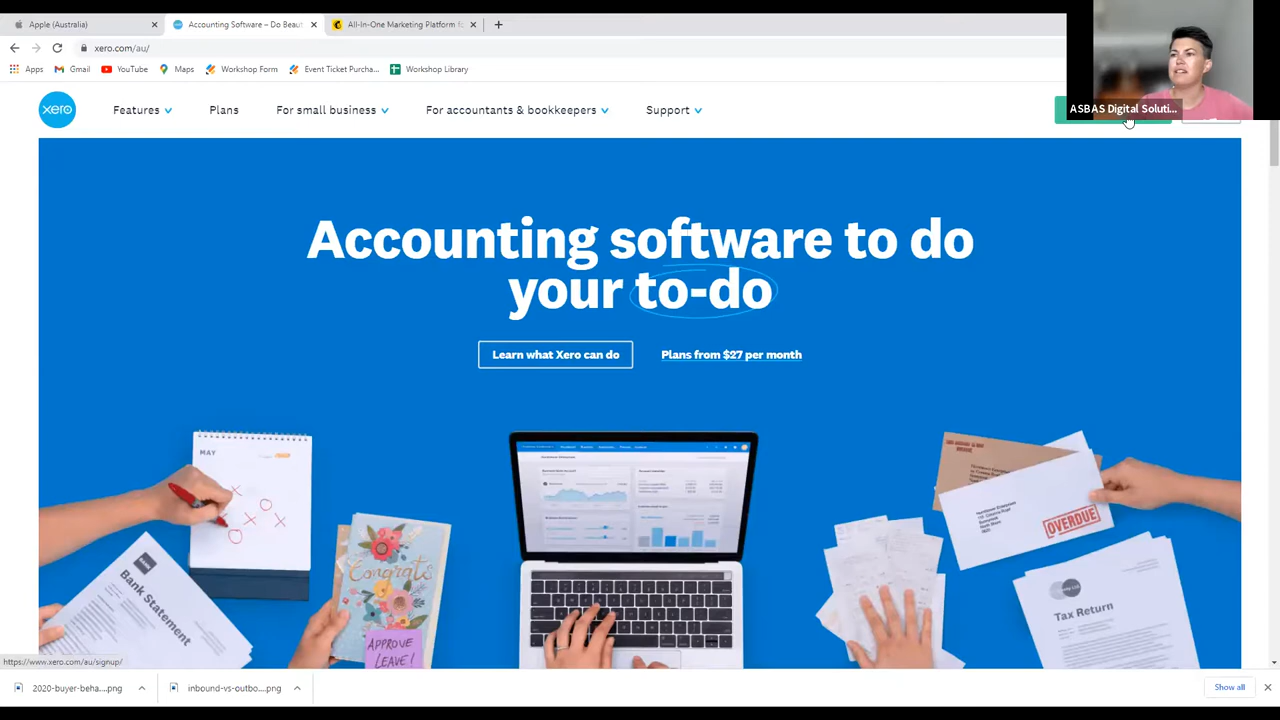 Apple (Australia)
Accounting Software – Do Beaut
All-In-One Marketing Platform fo
xero.com/au/
Apps
Gmail
YouTube
Maps
Workshop Form
Event Ticket Purcha...
Workshop Library
ASBAS Digital Soluti...
xero
Features
Plans
For small business
For accountants & bookkeepers
Support
Accounting software to do
your to-do
Learn what Xero can do
Plans from $27 per month
MAY
Bank Statement
Congrats
APPROVE
LEAVE!
OVERDUE
Tax Return
https://www.xero.com/au/signup/
2020-buyer-beha....png
inbound-vs-outbo....png
Show all